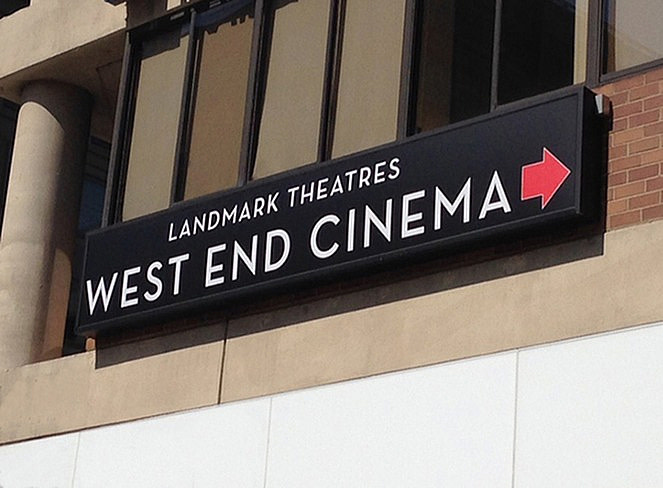 LANDMARK THEATRES
WEST END CINEMA